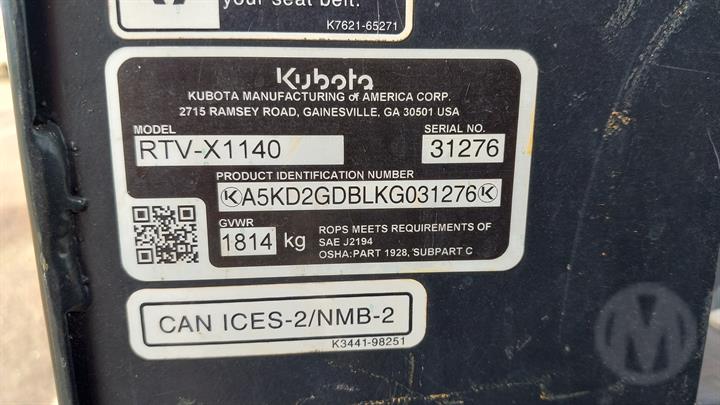 your seat belt.
K7621-65271
Kubota
KUBOTA MANUFACTURING of AMERICA CORP.
2715 RAMSEY ROAD, GAINESVILLE, GA 30501 USA
MODEL SERIAL NO.
RTV-X1140 31276
PRODUCT IDENTIFICATION NUMBER
A5KD2GDBLKG031276
GVWR
1814 kg
ROPS MEETS REQUIREMENTS OF
SAE J2194
OSHA: PART 1928, SUBPART C
CAN ICES-2/NMB-2
K3441-98251
M